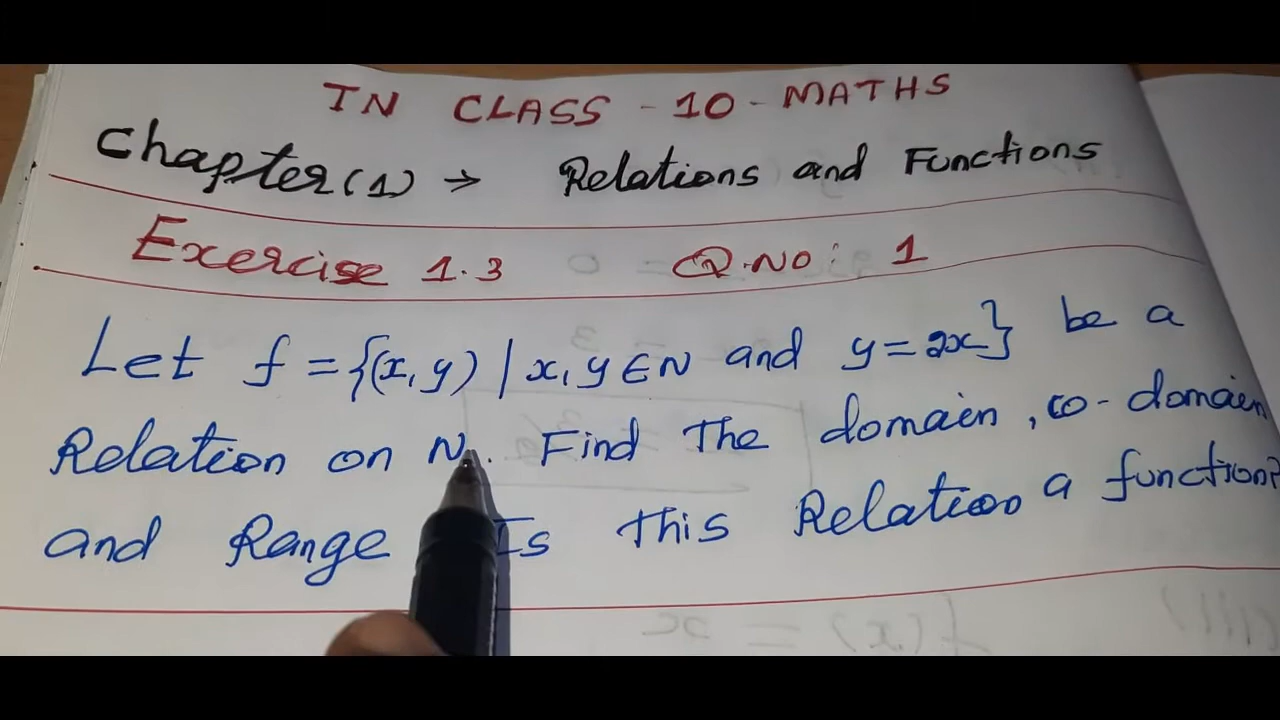 TN CLASS - 10 - MATHS
Chapter (1) → Relations and Functions
Exercise 1.3 Q.NO: 1
Let f = {(x, y) / x, y ∈ N and y = 2x} be a
Relation on N. Find The domain, co-domain
and Range Is This Relation a function?